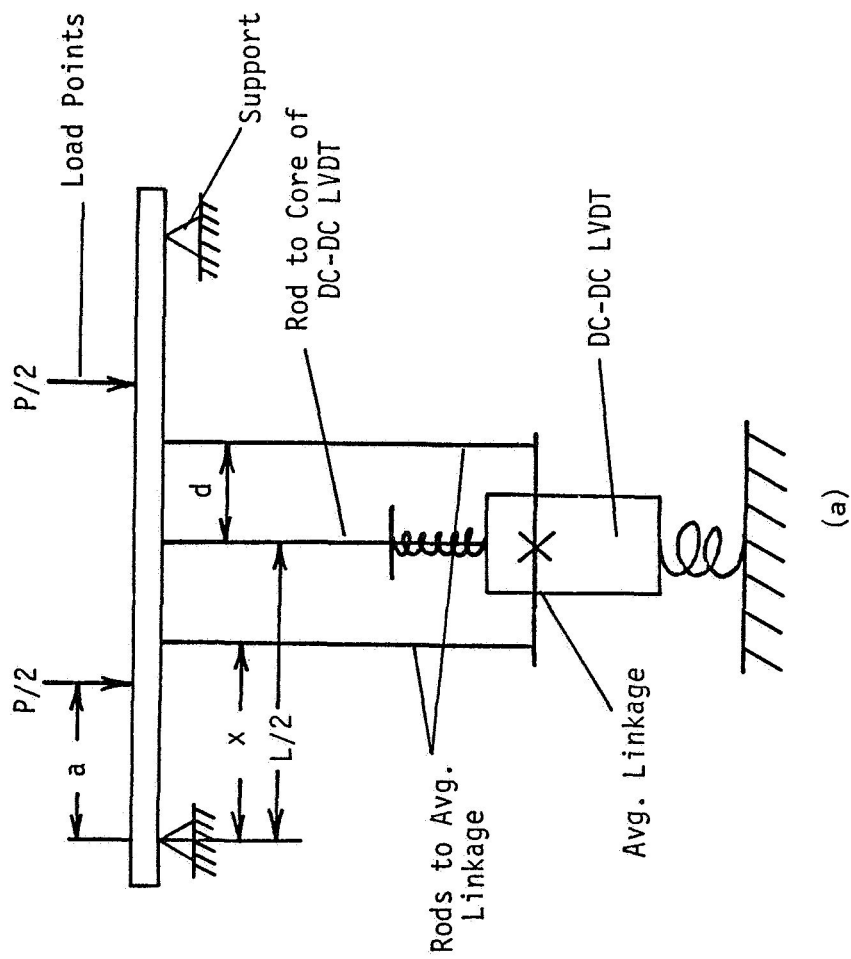 P/2
P/2
Load Points
a
Support
d
x
L/2
Rod to Core of
DC-DC LVDT
Rods to Avg.
Linkage
Avg. Linkage
DC-DC LVDT
(a)